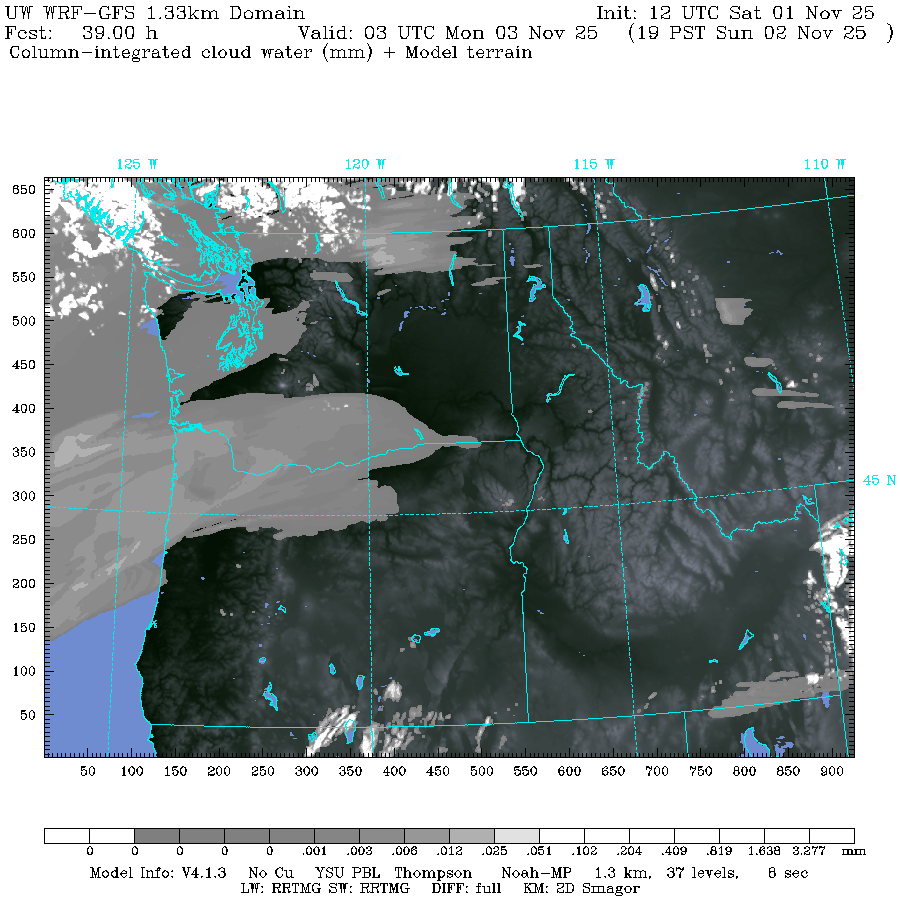 UW WRF-GFS 1.33km Domain Init: 12 UTC Sat 01 Nov 25
Fcst: 39.00 h Valid: 03 UTC Mon 03 Nov 25 (19 PST Sun 02 Nov 25 )
Column-integrated cloud water (mm) + Model terrain
125 W 120 W 115 W 110 W
650
600
550
500
450
400
350
45 N
300
250
200
150
100
50
50 100 150 200 250 300 350 400 450 500 550 600 650 700 750 800 850 900
0 0 0 0 0 .001 .003 .006 .012 .025 .051 .102 .204 .409 .819 1.638 3.277 mm
Model Info: V4.1.3 No Cu YSU PBL Thompson Noah-MP 1.3 km, 37 levels, 8 sec
LW: RRTMG SW: RRTMG DIFF: full KM: 2D Smagor